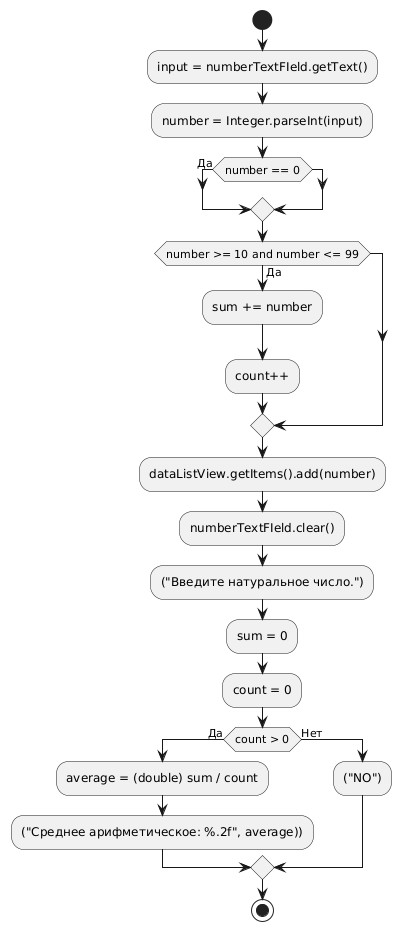 input = numberTextFIeld.getText()
number = Integer.parseInt(input)
Да
number == 0
number >= 10 and number <= 99
Да
sum += number
count++
dataListView.getItems().add(number)
numberTextFIeld.clear()
("Введите натуральное число.")
sum = 0
count = 0
Да
count > 0
Нет
average = (double) sum / count
("NO")
("Среднее арифметическое: %.2f", average))